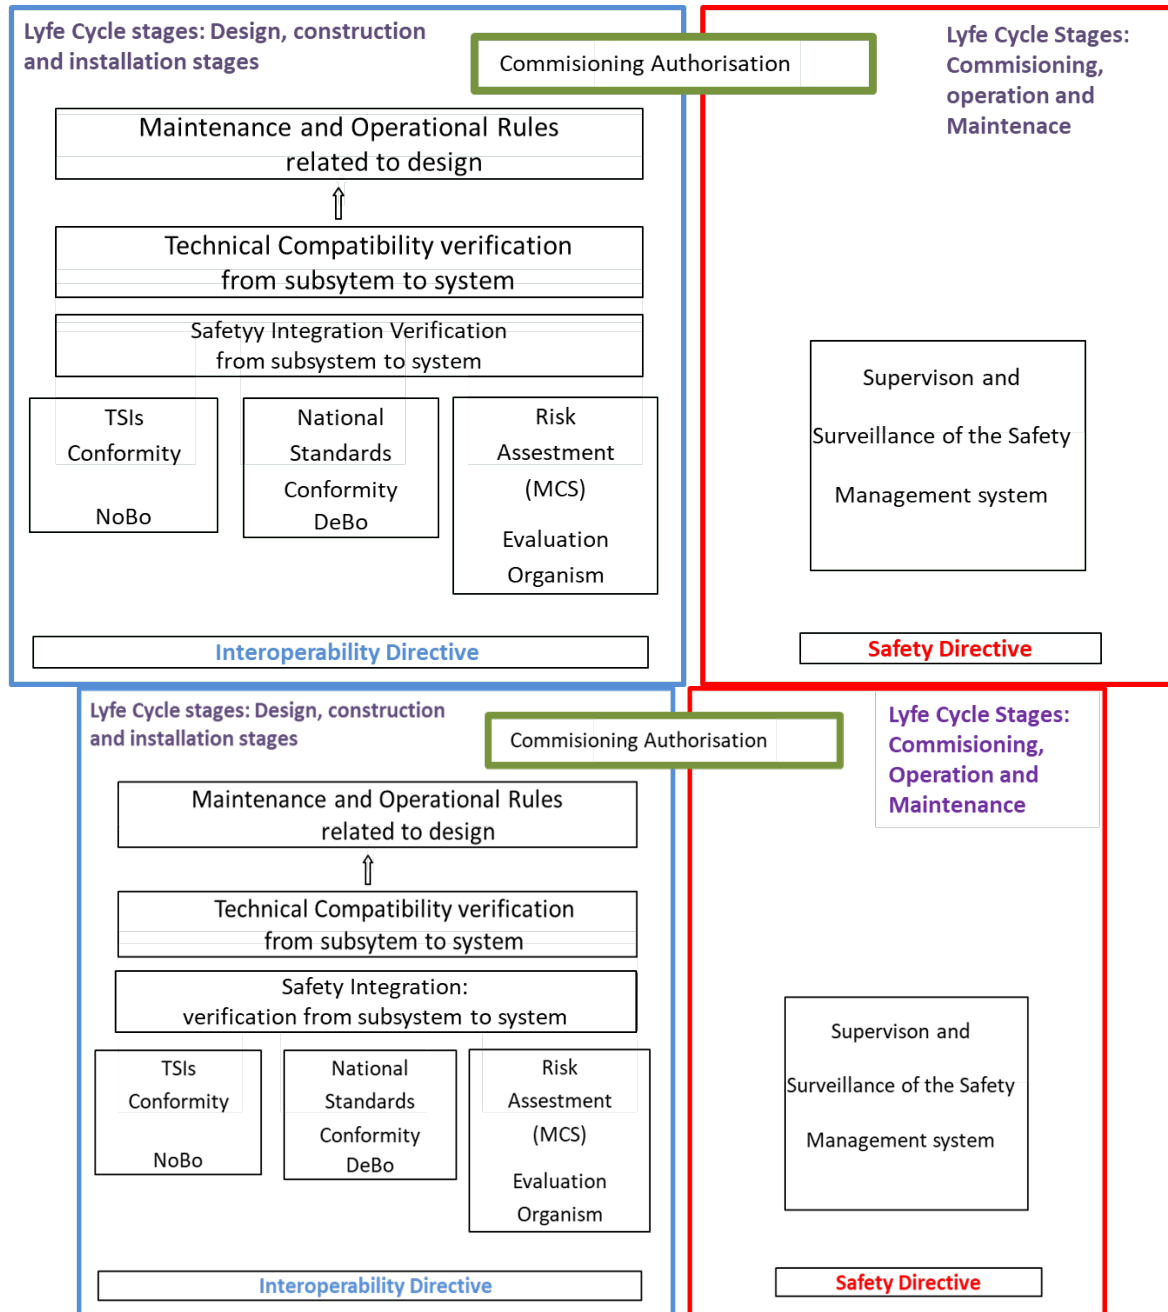 Lyfe Cycle stages: Design, construction
and installation stages
Commisioning Authorisation
Lyfe Cycle Stages:
Commisioning,
operation and
Maintenace
Maintenance and Operational Rules
related to design
Technical Compatibility verification
from subsytem to system
Safetyy Integration Verification
from subsystem to system
TSIs
Conformity
NoBo
National
Standards
Conformity
DeBo
Risk
Assestment
(MCS)
Evaluation
Organism
Supervison and
Surveillance of the Safety
Management system
Interoperability Directive
Safety Directive
Lyfe Cycle stages: Design, construction
and installation stages
Commisioning Authorisation
Lyfe Cycle Stages:
Commisioning,
Operation and
Maintenance
Maintenance and Operational Rules
related to design
Technical Compatibility verification
from subsytem to system
Safety Integration:
verification from subsystem to system
TSIs
Conformity
NoBo
National
Standards
Conformity
DeBo
Risk
Assestment
(MCS)
Evaluation
Organism
Supervison and
Surveillance of the Safety
Management system
Interoperability Directive
Safety Directive